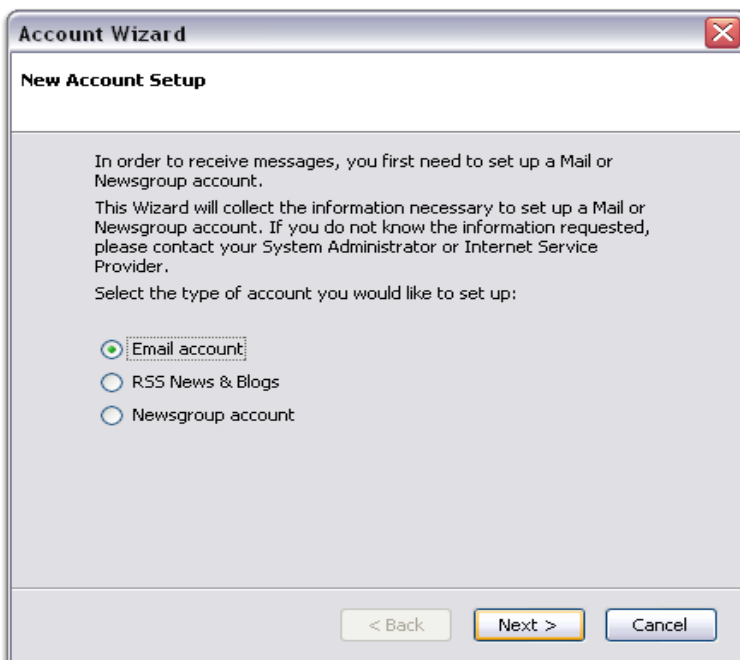 Account Wizard
New Account Setup
In order to receive messages, you first need to set up a Mail or
Newsgroup account.
This Wizard will collect the information necessary to set up a Mail or
Newsgroup account. If you do not know the information requested,
please contact your System Administrator or Internet Service
Provider.
Select the type of account you would like to set up:
Email account
RSS News & Blogs
Newsgroup account
< Back Next > Cancel